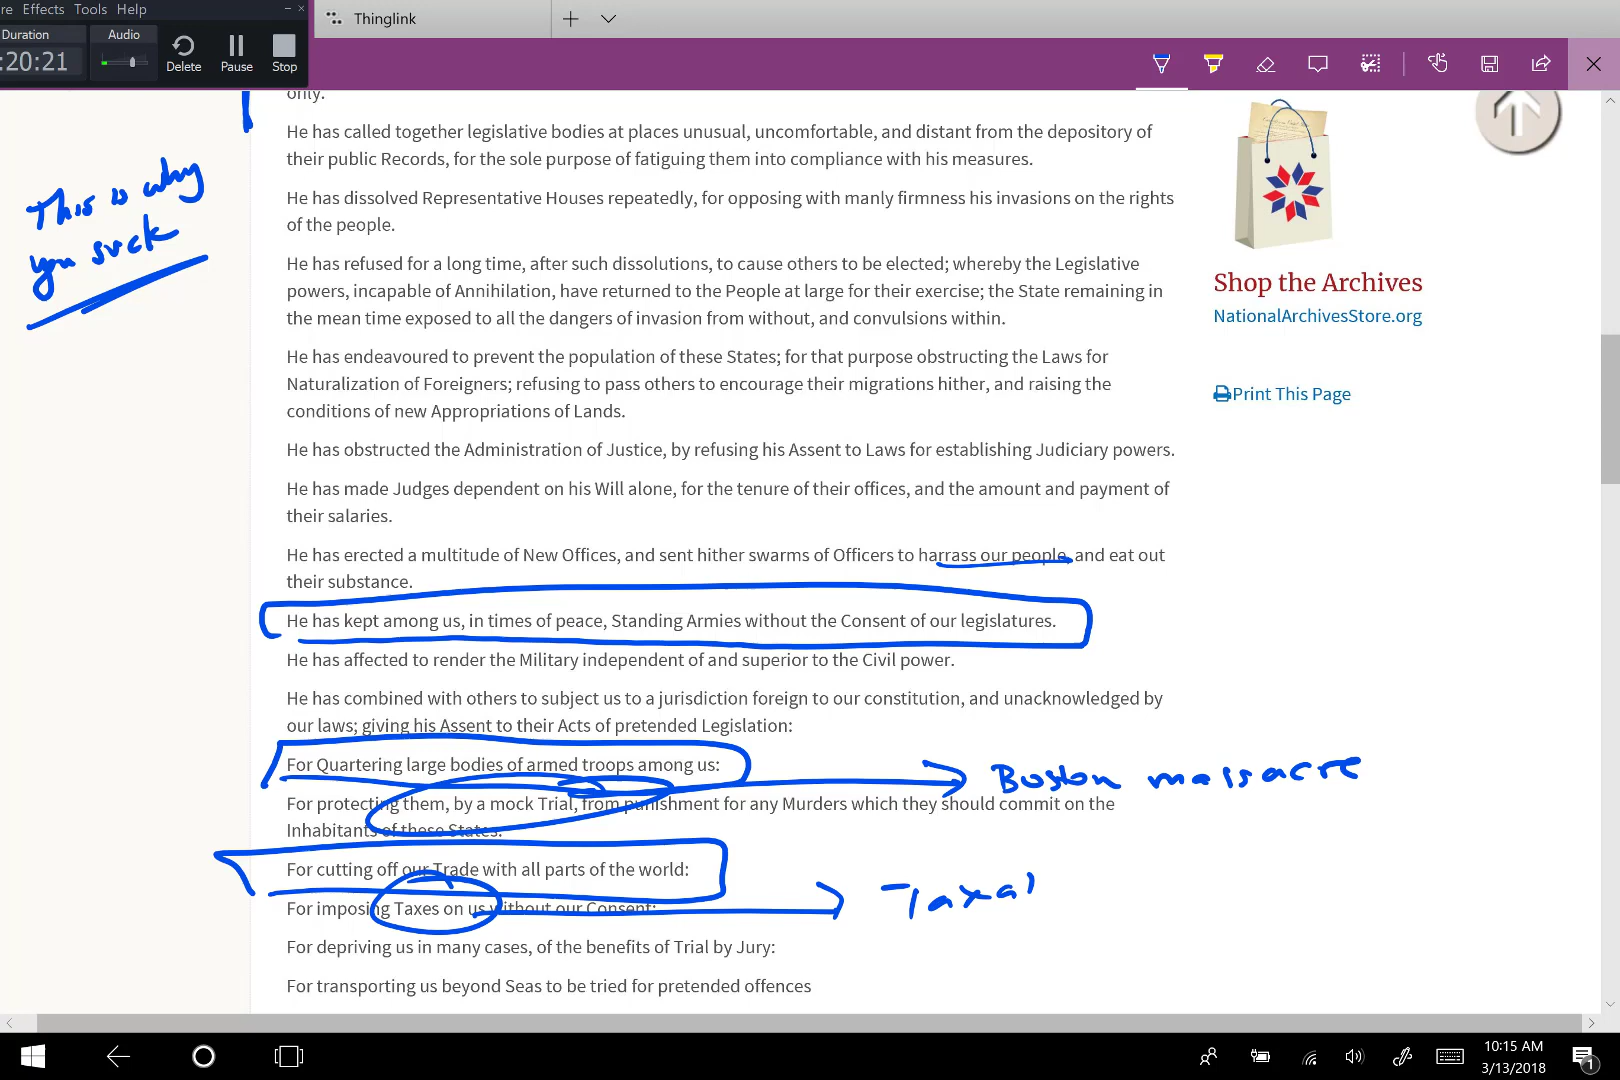 re Effects Tools Help
Duration
:20:21
Audio
Delete
Pause
Stop
Thinglink
only.
He has called together legislative bodies at places unusual, uncomfortable, and distant from the depository of
their public Records, for the sole purpose of fatiguing them into compliance with his measures.
He has dissolved Representative Houses repeatedly, for opposing with manly firmness his invasions on the rights
of the people.
He has refused for a long time, after such dissolutions, to cause others to be elected; whereby the Legislative
powers, incapable of Annihilation, have returned to the People at large for their exercise; the State remaining in
the mean time exposed to all the dangers of invasion from without, and convulsions within.
He has endeavoured to prevent the population of these States; for that purpose obstructing the Laws for
Naturalization of Foreigners; refusing to pass others to encourage their migrations hither, and raising the
conditions of new Appropriations of Lands.
He has obstructed the Administration of Justice, by refusing his Assent to Laws for establishing Judiciary powers.
He has made Judges dependent on his Will alone, for the tenure of their offices, and the amount and payment of
their salaries.
He has erected a multitude of New Offices, and sent hither swarms of Officers to harrass our people, and eat out
their substance.
He has kept among us, in times of peace, Standing Armies without the Consent of our legislatures.
He has affected to render the Military independent of and superior to the Civil power.
He has combined with others to subject us to a jurisdiction foreign to our constitution, and unacknowledged by
our laws; giving his Assent to their Acts of pretended Legislation:
For Quartering large bodies of armed troops among us:
For protecting them, by a mock Trial, from punishment for any Murders which they should commit on the
Inhabitants of these States:
For cutting off our Trade with all parts of the world:
For imposing Taxes on us without our Consent:
For depriving us in many cases, of the benefits of Trial by Jury:
For transporting us beyond Seas to be tried for pretended offences
This is why
you suck
Boston massacre
Taxat
Shop the Archives
NationalArchivesStore.org
Print This Page
10:15 AM
3/13/2018
1